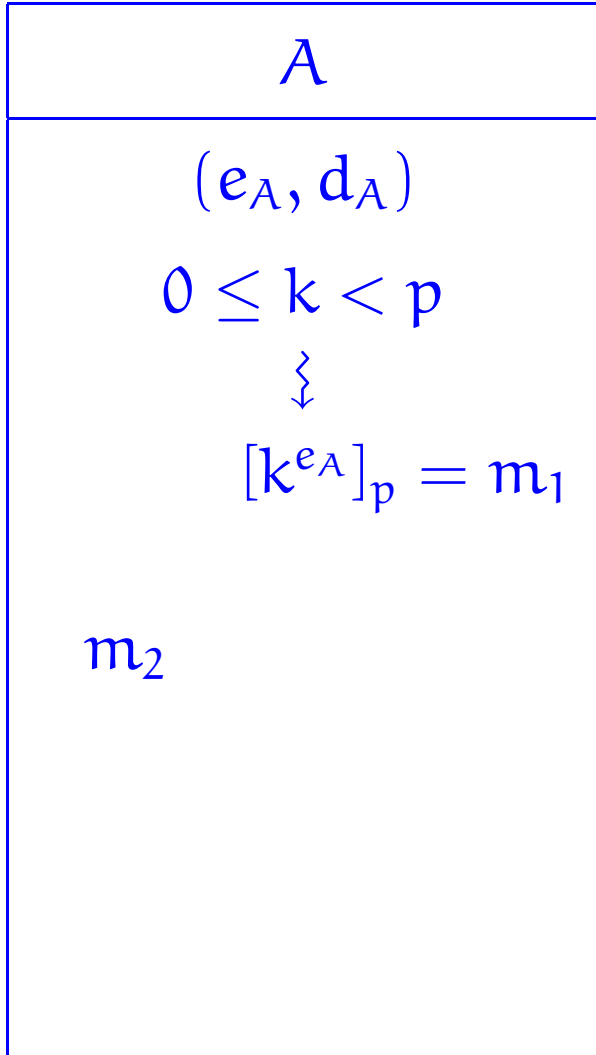 A
(e_A, d_A)
0 ≤ k < p
[k^{e_A}]_p = m_1
m_2